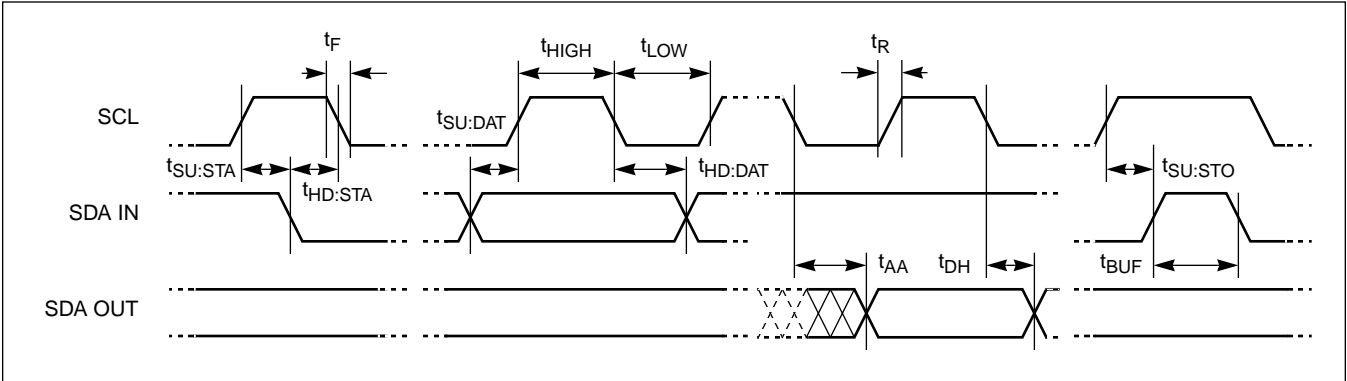 tF
tHIGH
tLOW
tR
SCL
tSU:DAT
tSU:STA
tHD:STA
tHD:DAT
tSU:STO
SDA IN
tAA
tDH
tBUF
SDA OUT